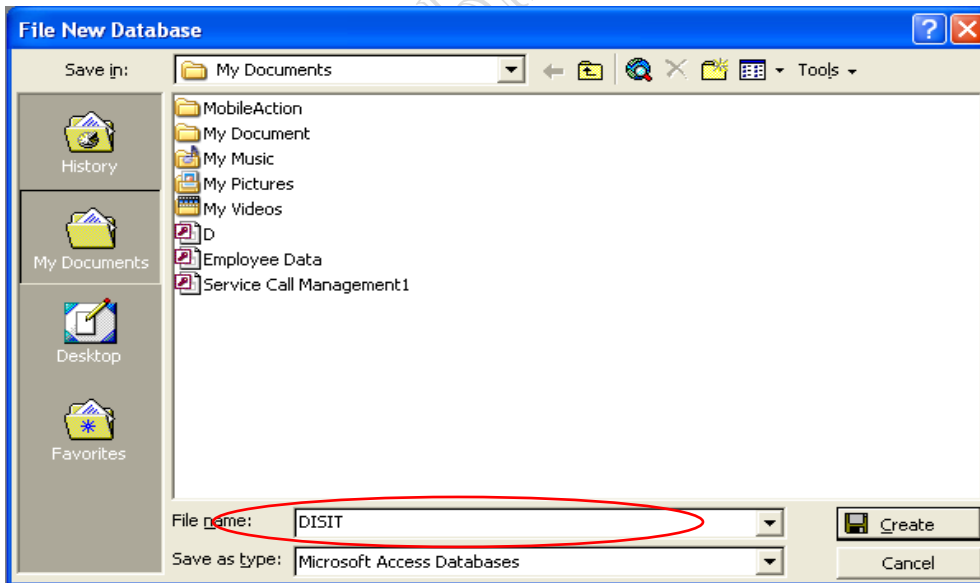 File New Database
Save in:
My Documents
Tools
History
My Documents
Desktop
Favorites
MobileAction
My Document
My Music
My Pictures
My Videos
D
Employee Data
Service Call Management1
File name:
DISIT
Create
Save as type:
Microsoft Access Databases
Cancel